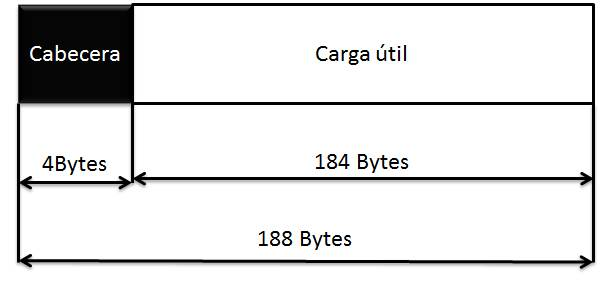 Cabecera
Carga útil
4Bytes
184 Bytes
188 Bytes